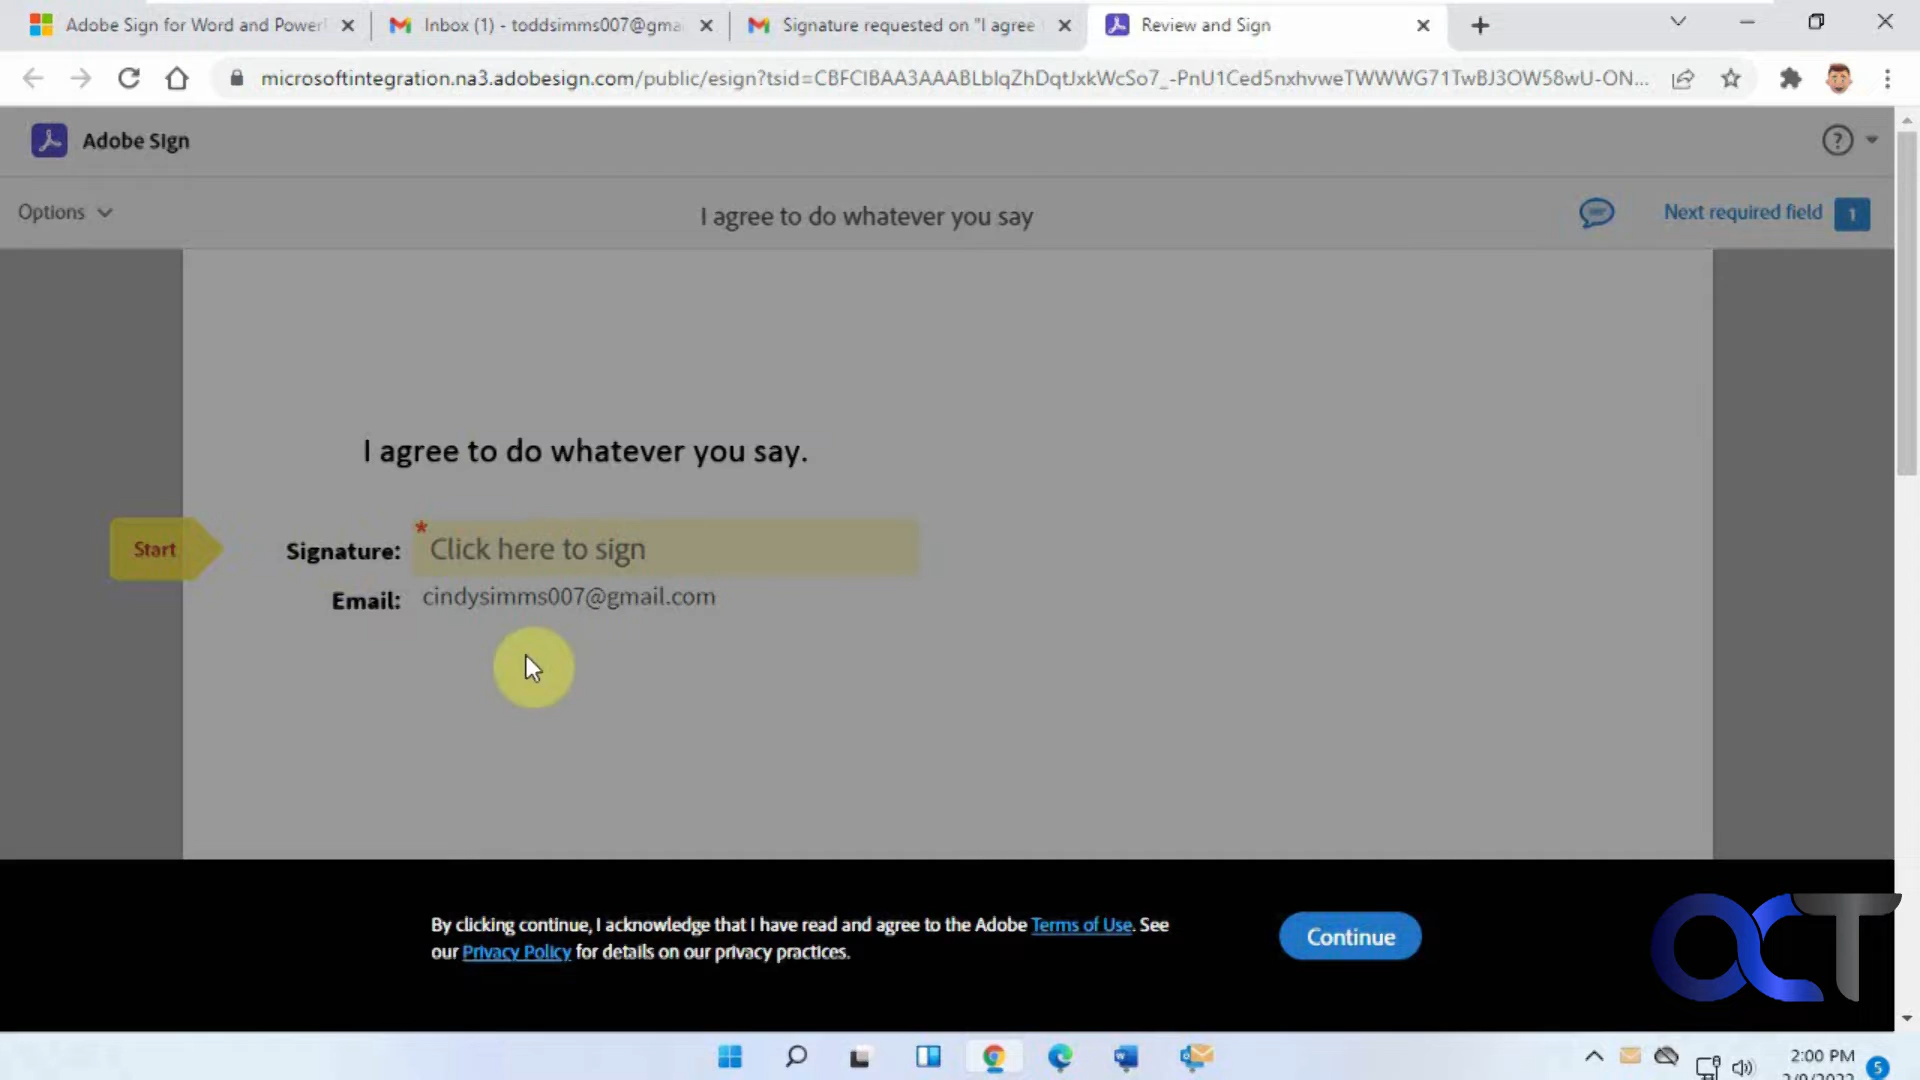 Adobe Sign for Word and Power
Inbox (1) - toddsimms007@gma
Signature requested on "I agree
Review and Sign
microsoftintegration.na3.adobesign.com/public/esign?tsid=CBFCIBAA3AAABLblqZhDqtJxkWcSo7_-PnU1Ced5nxhvweTWWWG71TwBJ3OW58wU-ON...
Adobe Sign
?
Options
I agree to do whatever you say
Next required field 1
I agree to do whatever you say.
Start
Signature: * Click here to sign
Email: cindysimms007@gmail.com
By clicking continue, I acknowledge that I have read and agree to the Adobe Terms of Use. See
our Privacy Policy for details on our privacy practices.
Continue
OCT
2:00 PM
5